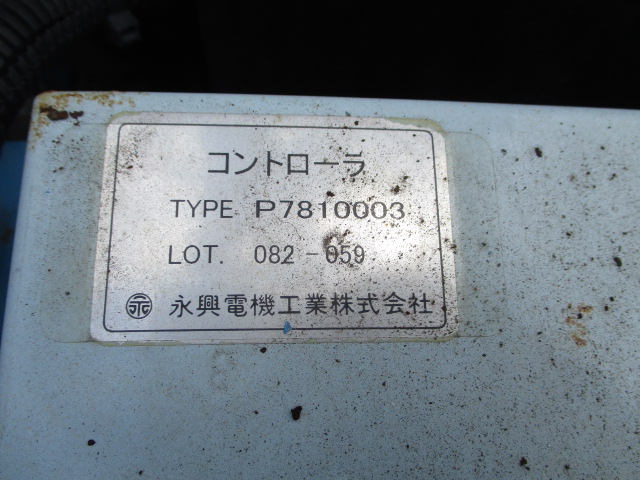 コントローラ
TYPE P7810003
LOT. 082-059
永興電機工業株式会社